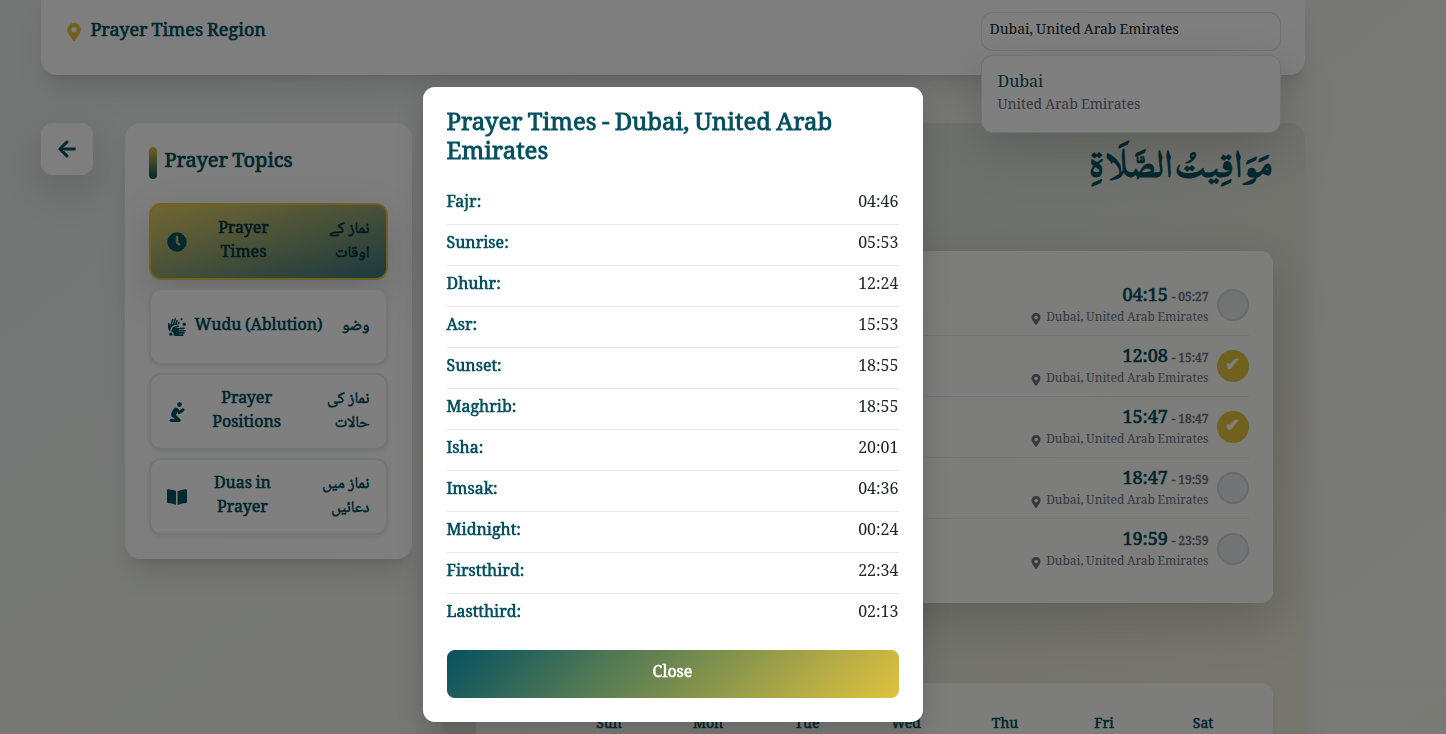 Prayer Times Region
Dubai, United Arab Emirates
Dubai
United Arab Emirates
Prayer Topics
Prayer Times
نماز کے اوقات
Wudu (Ablution)
وضو
Prayer Positions
نماز کی حالات
Duas in Prayer
نماز میں دعائیں
مَوَاقِيتُ الصَّلَاةِ
04:15 - 05:27
Dubai, United Arab Emirates
12:08 - 15:47
Dubai, United Arab Emirates
15:47 - 18:47
Dubai, United Arab Emirates
18:47 - 19:59
Dubai, United Arab Emirates
19:59 - 23:59
Dubai, United Arab Emirates
Prayer Times - Dubai, United Arab
Emirates
Fajr: 04:46
Sunrise: 05:53
Dhuhr: 12:24
Asr: 15:53
Sunset: 18:55
Maghrib: 18:55
Isha: 20:01
Imsak: 04:36
Midnight: 00:24
Firstthird: 22:34
Lastthird: 02:13
Close
Sun Mon Tue Wed Thu Fri Sat